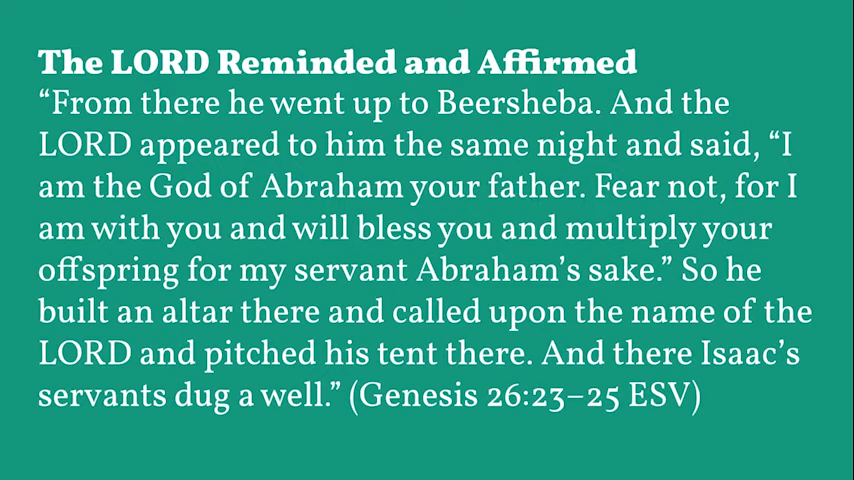 The LORD Reminded and Affirmed
“From there he went up to Beersheba. And the
LORD appeared to him the same night and said, “I
am the God of Abraham your father. Fear not, for I
am with you and will bless you and multiply your
offspring for my servant Abraham’s sake.” So he
built an altar there and called upon the name of the
LORD and pitched his tent there. And there Isaac’s
servants dug a well.” (Genesis 26:23–25 ESV)